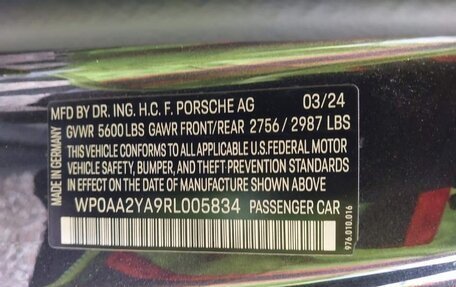 MFD BY DR. ING. H.C. F. PORSCHE AG 03/24
GVWR 5600 LBS GAWR FRONT/REAR 2756 / 2987 LBS
THIS VEHICLE CONFORMS TO ALL APPLICABLE U.S. FEDERAL MOTOR
VEHICLE SAFETY, BUMPER, AND THEFT PREVENTION STANDARDS
IN EFFECT ON THE DATE OF MANUFACTURE SHOWN ABOVE.
WP0AA2YA9RL005834 PASSENGER CAR
MADE IN GERMANY
976.010.016